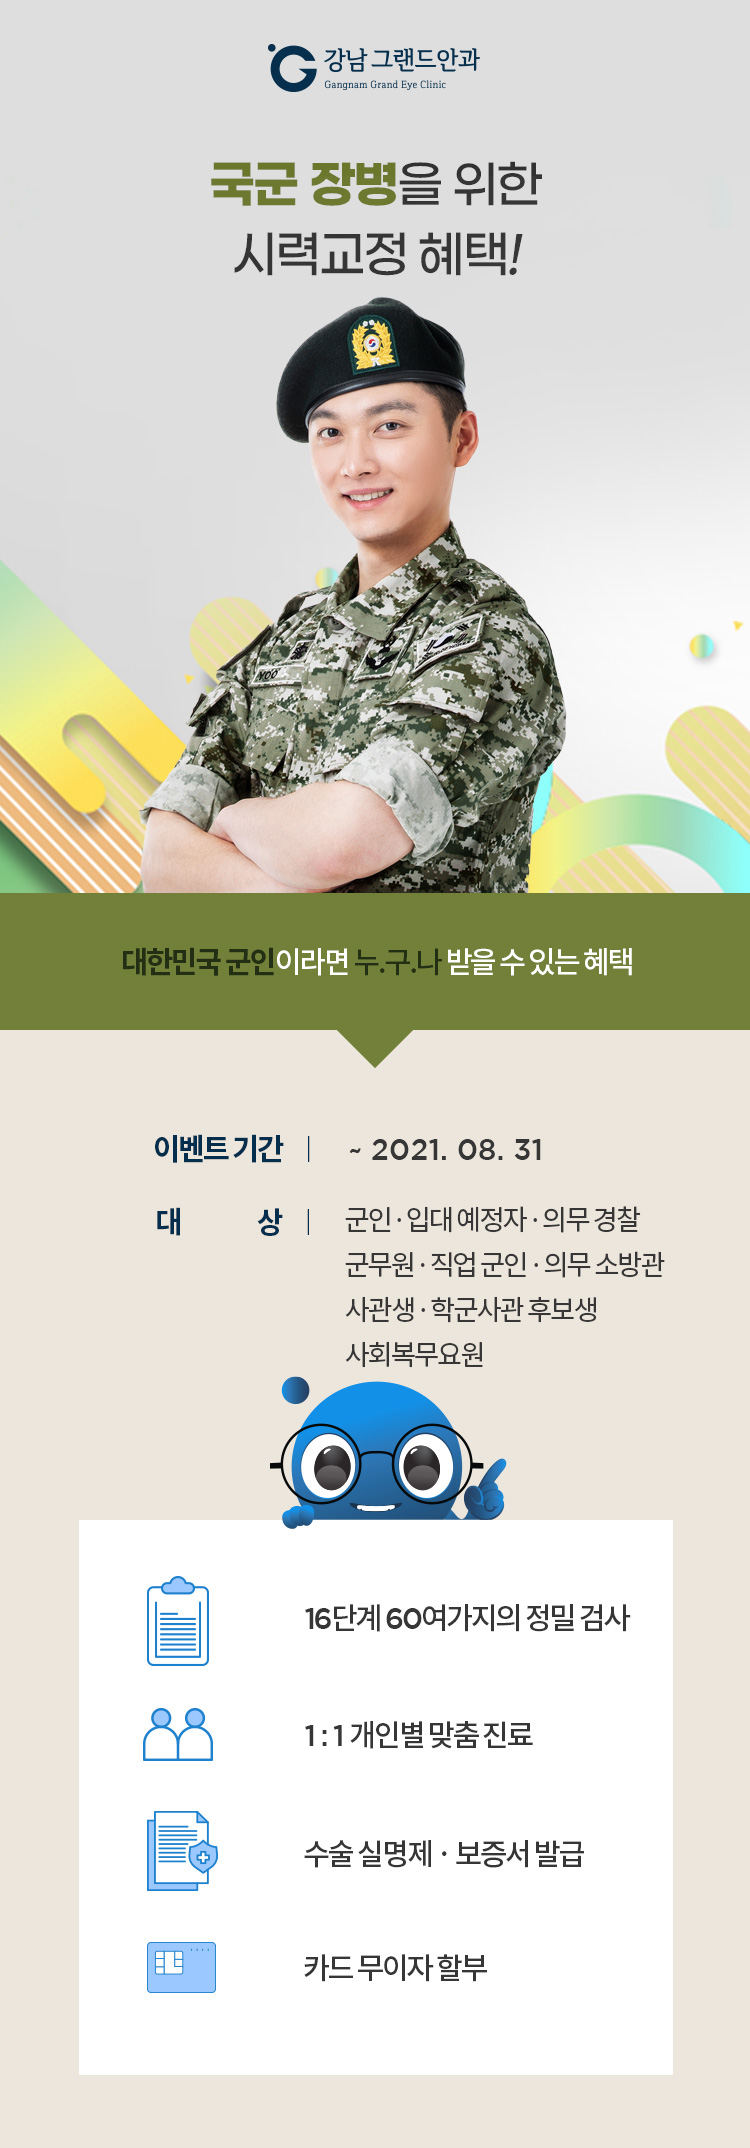 강남 그랜드안과
Gangnam Grand Eye Clinic
국군 장병을 위한
시력교정 혜택!
YOO
대한민국 군인이라면 누.구.나 받을 수 있는 혜택
이벤트 기간 | ~ 2021. 08. 31
대 상 | 군인 · 입대 예정자 · 의무 경찰
군무원 · 직업 군인 · 의무 소방관
사관생 · 학군사관 후보생
사회복무요원
16단계 60여가지의 정밀 검사
1 : 1 개인별 맞춤 진료
수술 실명제 · 보증서 발급
카드 무이자 할부